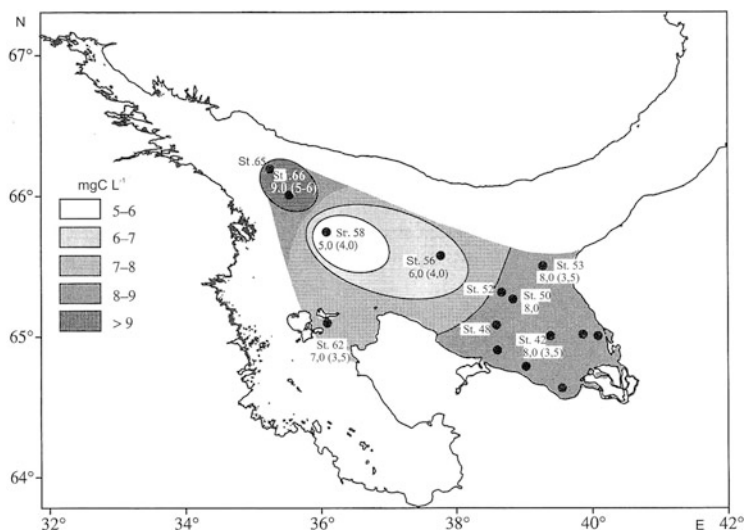 N
67°
66°
65°
64°
mgC L⁻¹
5–6
6–7
7–8
8–9
> 9
St.65
St.66
9.0 (5-6)
St. 58
5,0 (4,0)
St. 56
6,0 (4,0)
St. 53
8,0 (3,5)
St. 52
St. 50
8,0
St. 48
St. 42
8,0 (3,5)
St. 62
7,0 (3,5)
32°
34°
36°
38°
40°
E
42°